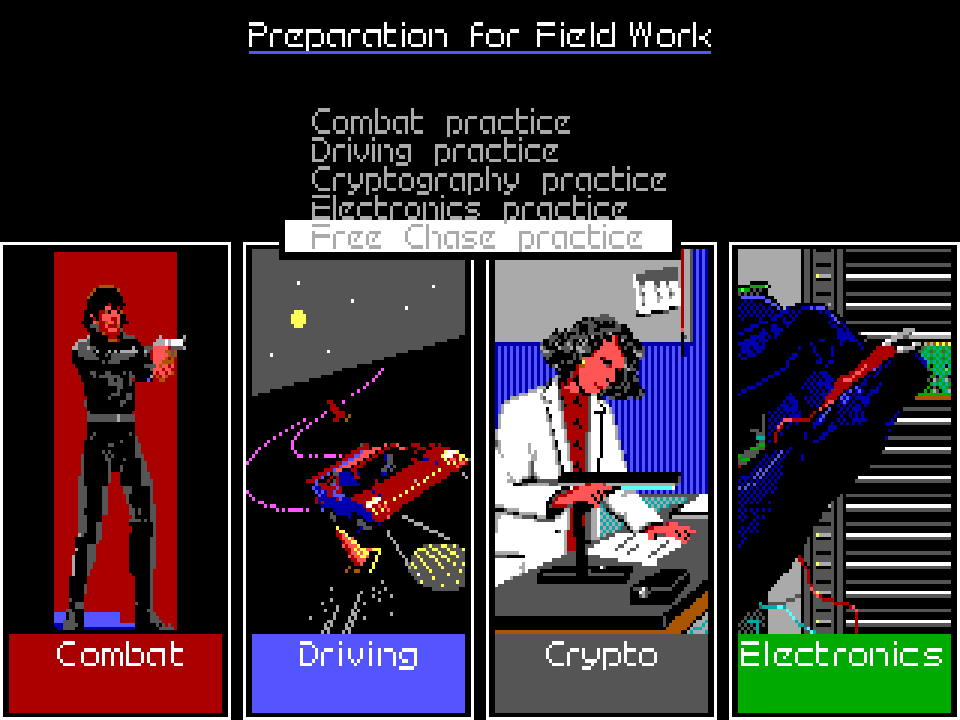 Preparation for Field Work
Combat practice
Driving practice
Cryptography practice
Electronics practice
Free Chase practice
Combat
Driving
Crypto
Electronics